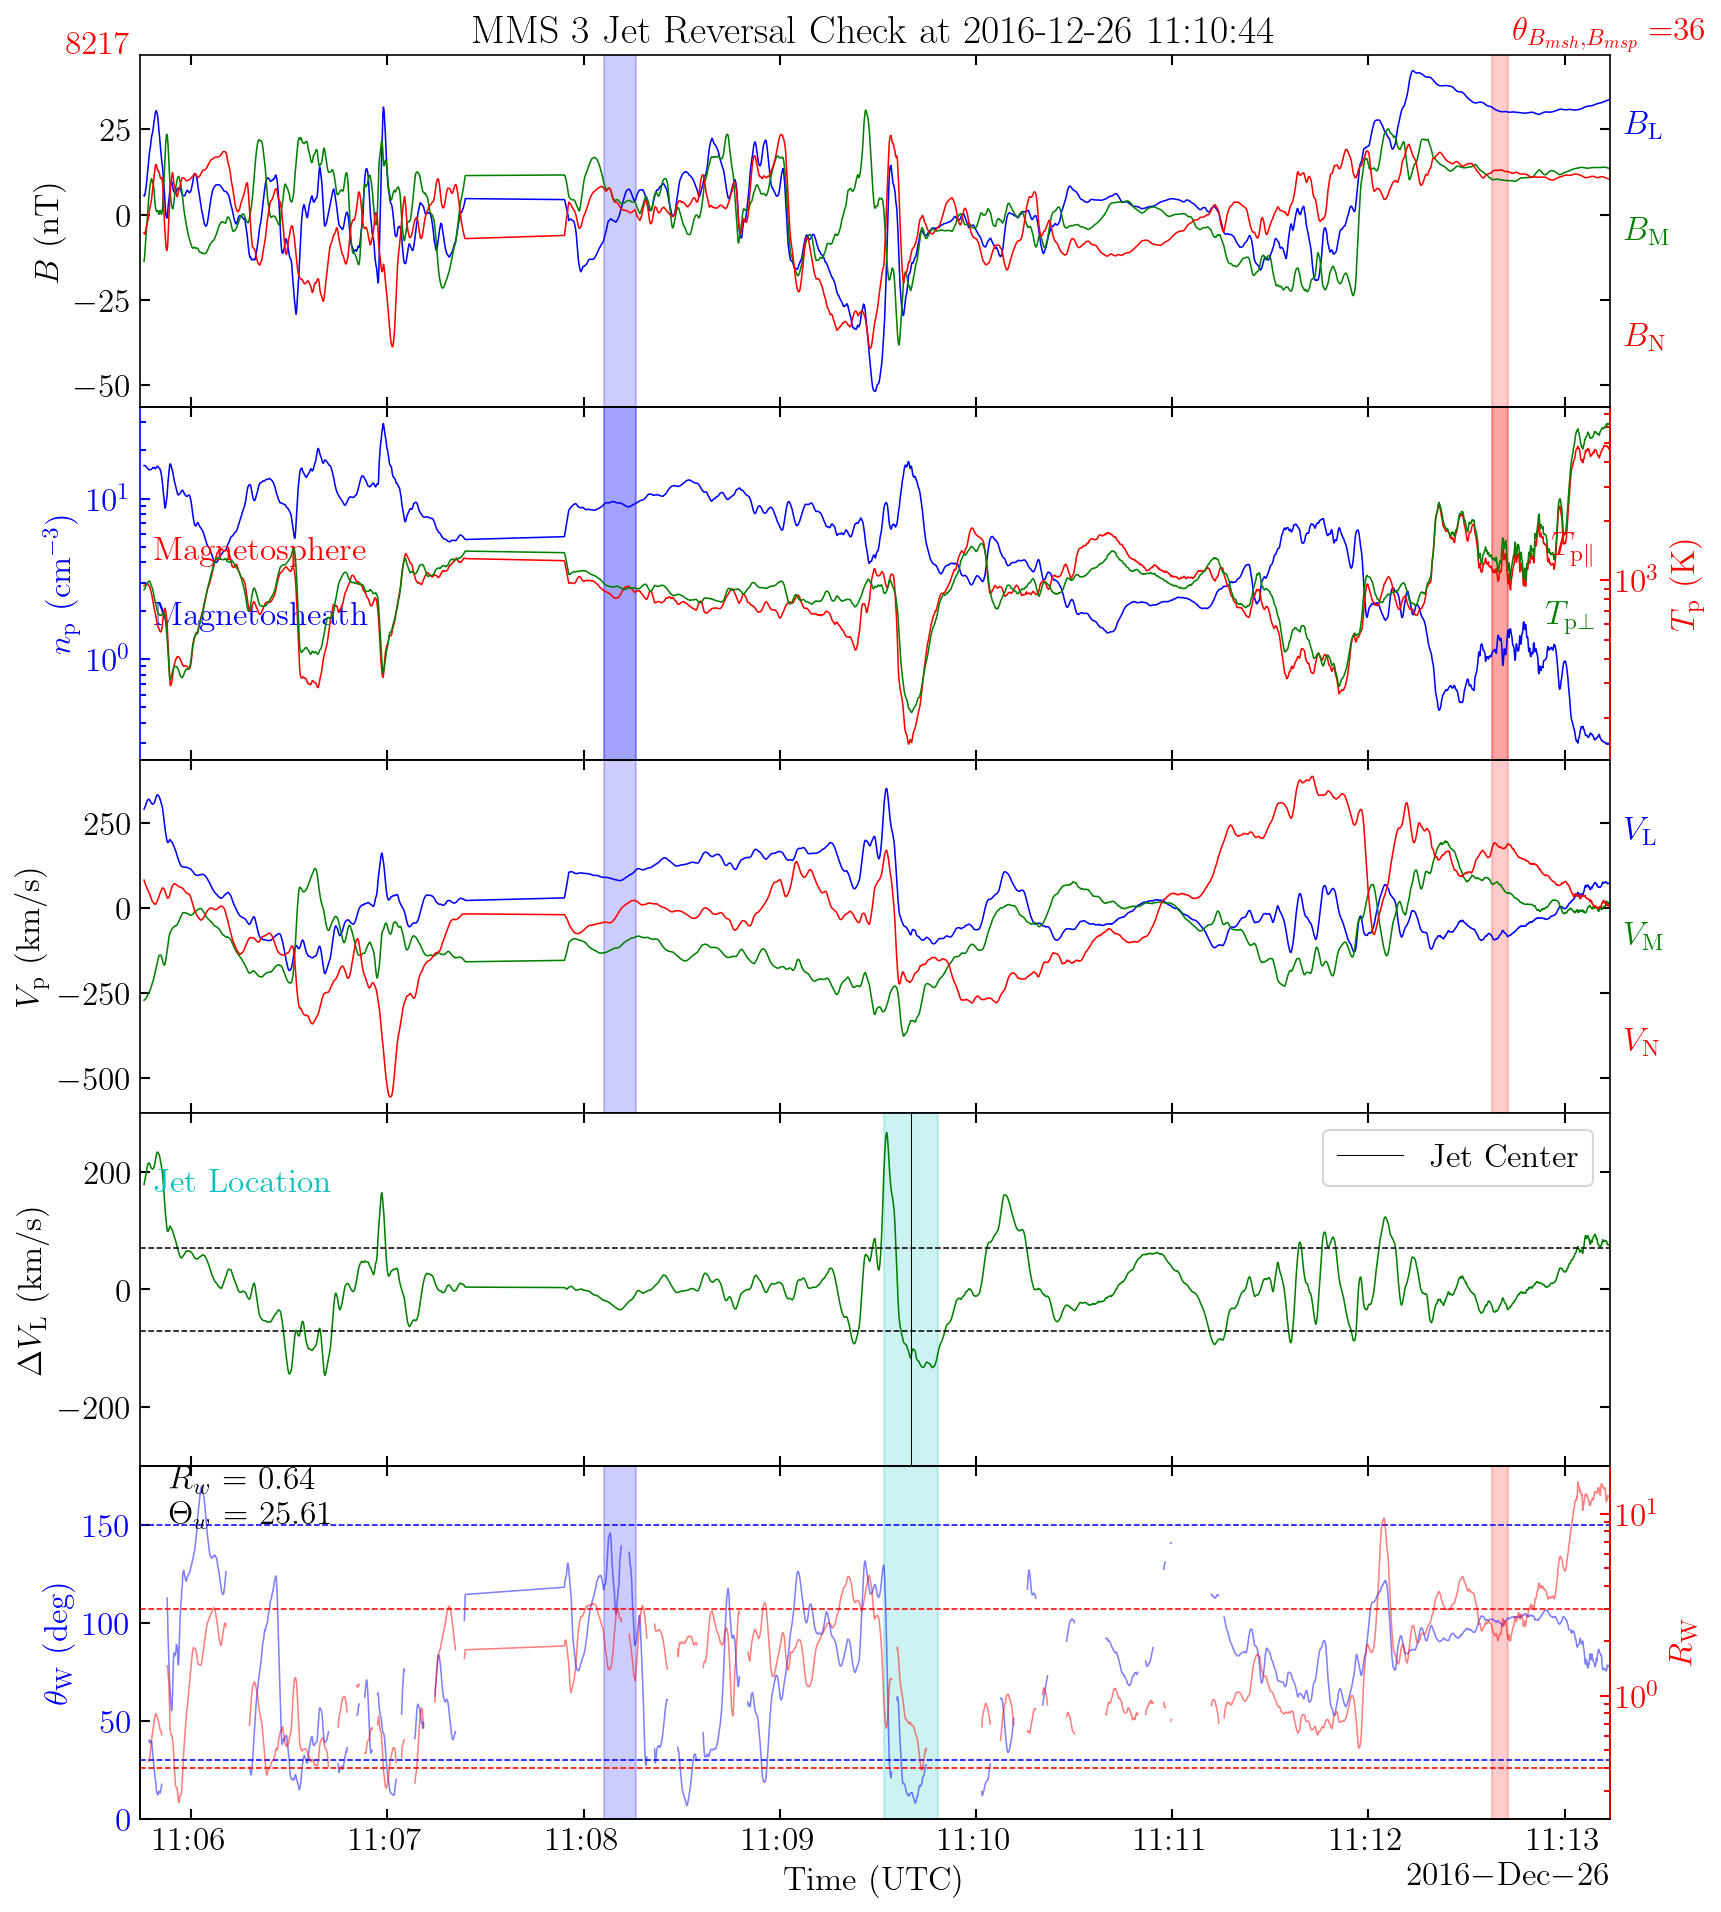 8217
MMS 3 Jet Reversal Check at 2016-12-26 11:10:44
θ_{B_{msh},B_{msp}} =36
B (nT)
25
0
−25
−50
B_L
B_M
B_N
n_p (cm^{−3})
10^1
10^0
Magnetosphere
Magnetosheath
T_{p∥}
T_{p⊥}
10^3
T_p (K)
V_p (km/s)
250
0
−250
−500
V_L
V_M
V_N
ΔV_L (km/s)
200
0
−200
Jet Location
Jet Center
R_w = 0.64
Θ_w = 25.61
θ_W (deg)
150
100
50
0
10^1
10^0
R_W
11:06 11:07 11:08 11:09 11:10 11:11 11:12 11:13
Time (UTC)
2016−Dec−26